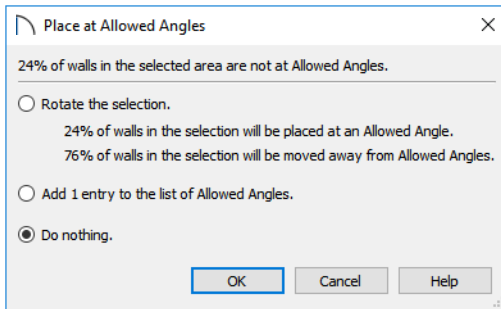 Place at Allowed Angles
24% of walls in the selected area are not at Allowed Angles.
Rotate the selection.
24% of walls in the selection will be placed at an Allowed Angle.
76% of walls in the selection will be moved away from Allowed Angles.
Add 1 entry to the list of Allowed Angles.
Do nothing.
OK Cancel Help